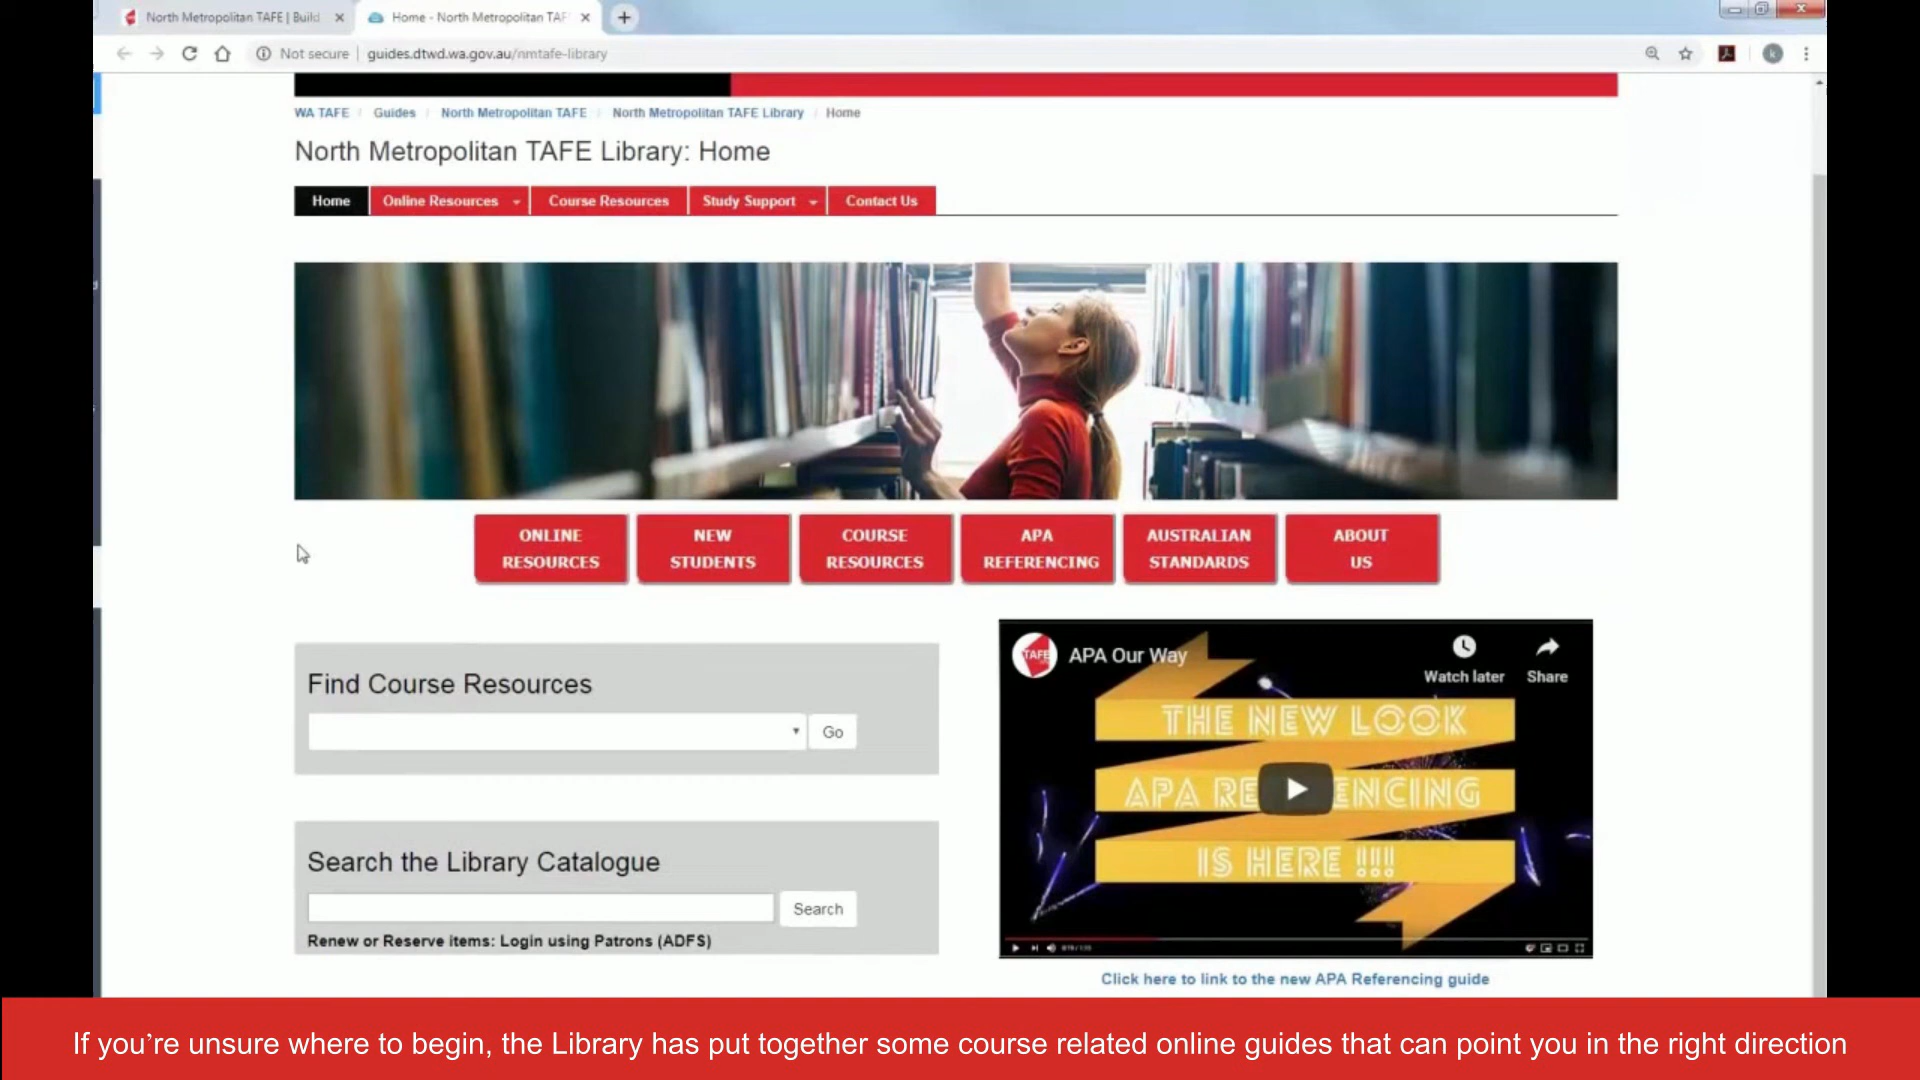 North Metropolitan TAFE | Build
Home - North Metropolitan TAF
Not secure | guides.dtwd.wa.gov.au/nmtafe-library
k
WA TAFE / Guides / North Metropolitan TAFE / North Metropolitan TAFE Library / Home
North Metropolitan TAFE Library: Home
Home
Online Resources
Course Resources
Study Support
Contact Us
ONLINE RESOURCES
NEW STUDENTS
COURSE RESOURCES
APA REFERENCING
AUSTRALIAN STANDARDS
ABOUT US
Find Course Resources
Go
Search the Library Catalogue
Search
Renew or Reserve items: Login using Patrons (ADFS)
TAFE
APA Our Way
Watch later
Share
THE NEW LOOK
APA RE ENCING
IS HERE !!!
Click here to link to the new APA Referencing guide
If you're unsure where to begin, the Library has put together some course related online guides that can point you in the right direction